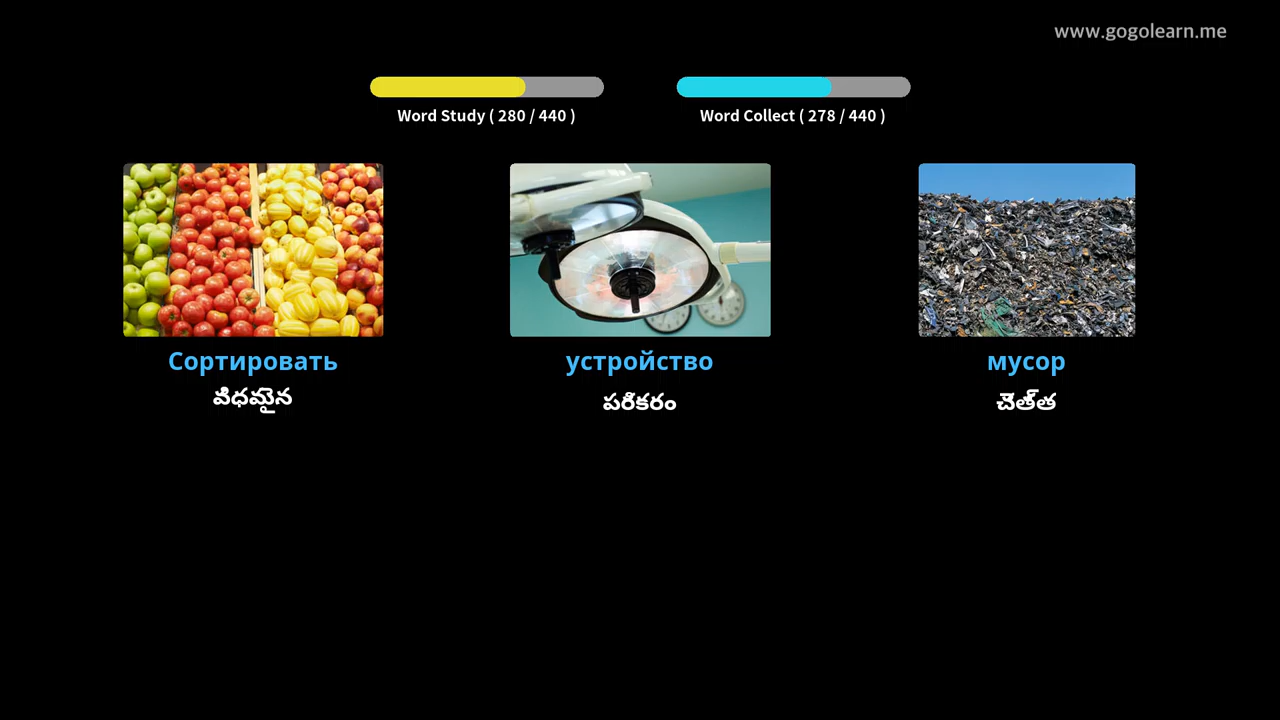 www.gogolearn.me
Word Study ( 280 / 440 )
Word Collect ( 278 / 440 )
Сортировать
устройство
мусор
విధమైన
పరికరం
చెత్త